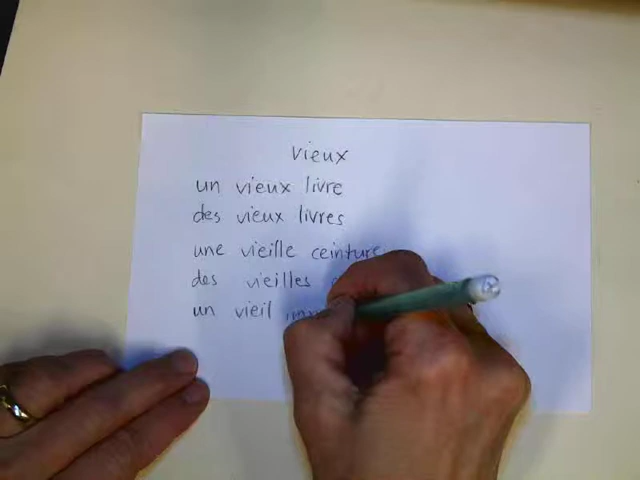 vieux
un vieux livre
des vieux livres
une vieille ceinture
des vieilles
un vieil